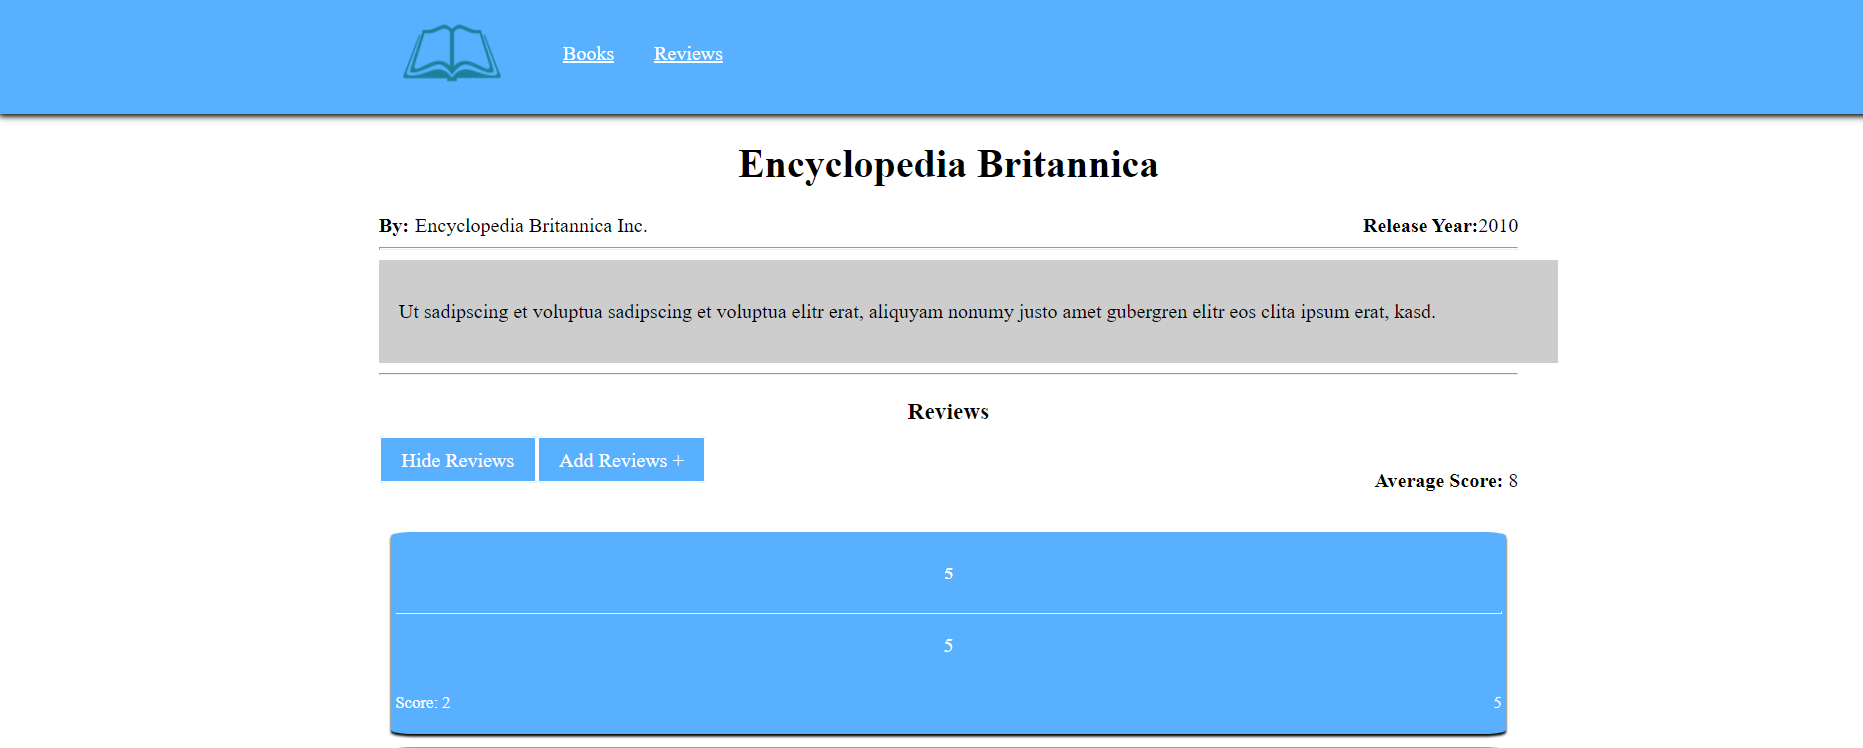 Books Reviews
Encyclopedia Britannica
By: Encyclopedia Britannica Inc. Release Year:2010
Ut sadipscing et voluptua sadipscing et voluptua elitr erat, aliquyam nonumy justo amet gubergren elitr eos clita ipsum erat, kasd.
Reviews
Hide Reviews Add Reviews +
Average Score: 8
5
5
Score: 2 5